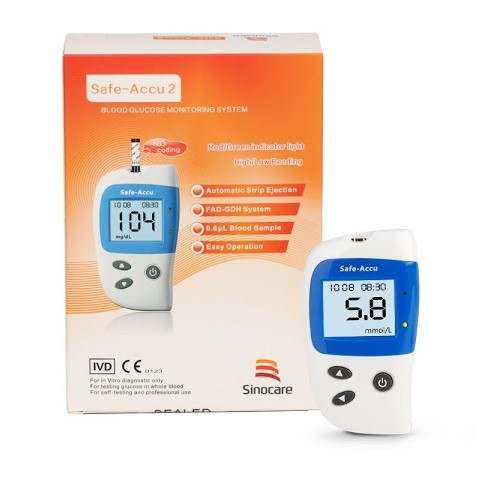 Safe-Accu 2
BLOOD GLUCOSE MONITORING SYSTEM
NO coding
Red/Green indicator light
High/Low Reading
Safe-Accu
10 08 08:30
104
mg/dL
Automatic Strip Ejection
FAD-GDH System
0.6μL Blood Sample
Easy Operation
Safe-Accu
10 08 08:30
5.8
mmol/L
IVD CE 0123
For in Vitro diagnostic only
For testing glucose in whole blood
For self-testing and professional use
Sinocare
SEALED